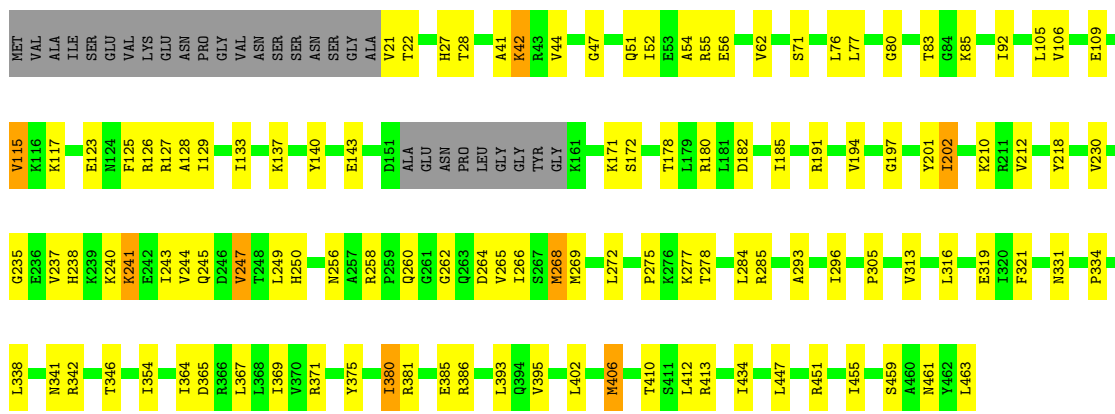 MET VAL ALA ILE SER GLU VAL LYS GLU ASN PRO GLY VAL ASN SER SER ASN SER GLY ALA V21 T22 H27 T28 A41 K42 R43 V44 G47 Q51 I52 E53 A54 R55 E56 V62 S71 L76 L77 G80 T83 G84 K85 I92 L105 V106 E109
V115 K116 K117 E123 N124 F125 R126 R127 A128 I129 I133 K137 Y140 E143 D151 ALA GLU ASN PRO LEU GLY GLY TYR GLY K161 K171 S172 T178 L179 R180 L181 D182 I185 R191 V194 G197 Y201 I202 K210 R211 V212 Y218 V230
G235 E236 V237 H238 K239 K240 K241 E242 I243 V244 Q245 D246 V247 T248 L249 H250 N256 A257 R258 P259 Q260 G261 G262 Q263 D264 V265 I266 S267 M268 M269 L272 P275 K276 K277 T278 L284 R285 A293 I296 P305 V313 L316 E319 I320 F321 N331 P334
L338 N341 R342 T346 I354 I364 D365 R366 L367 L368 I369 V370 R371 Y375 I380 R381 E385 R386 L393 Q394 V395 L402 M406 T410 S411 L412 R413 I434 L447 R451 I455 S459 A460 N461 Y462 L463